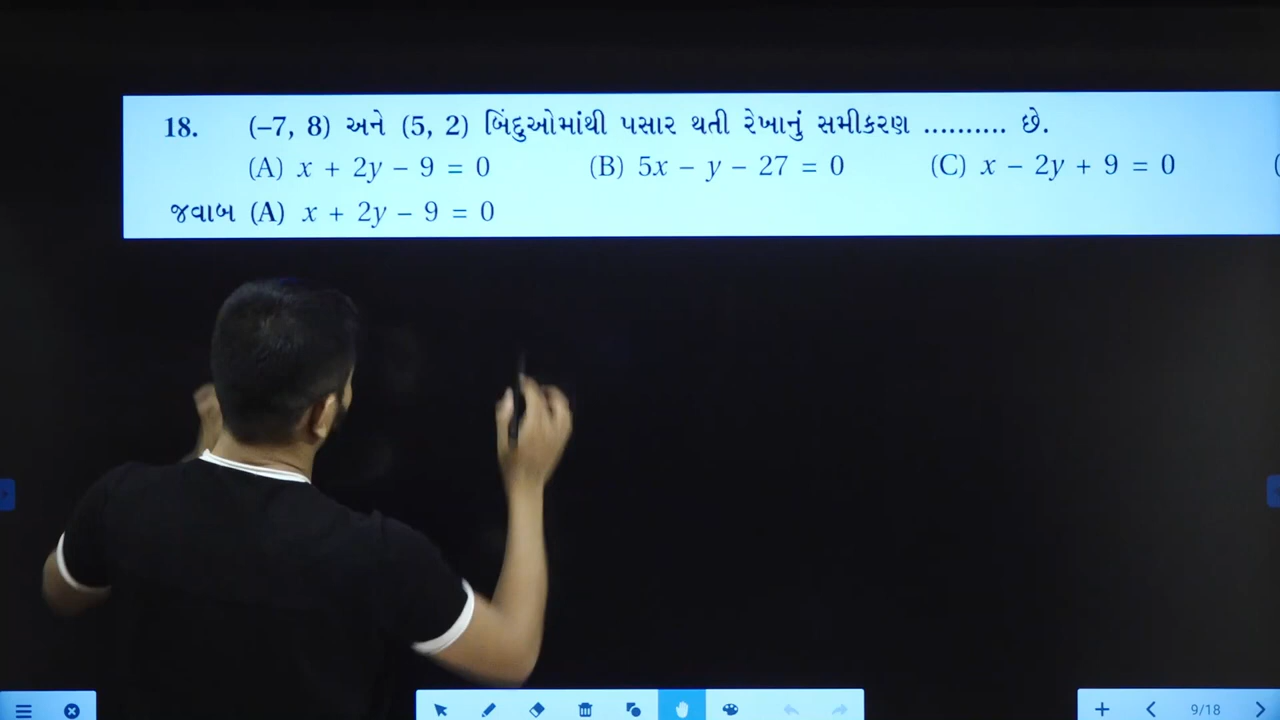 18. (–7, 8) અને (5, 2) બિંદુઓમાંથી પસાર થતી રેખાનું સમીકરણ .......... છે.
(A) x + 2y – 9 = 0 (B) 5x – y – 27 = 0 (C) x – 2y + 9 = 0 (
જવાબ (A) x + 2y – 9 = 0
9/18